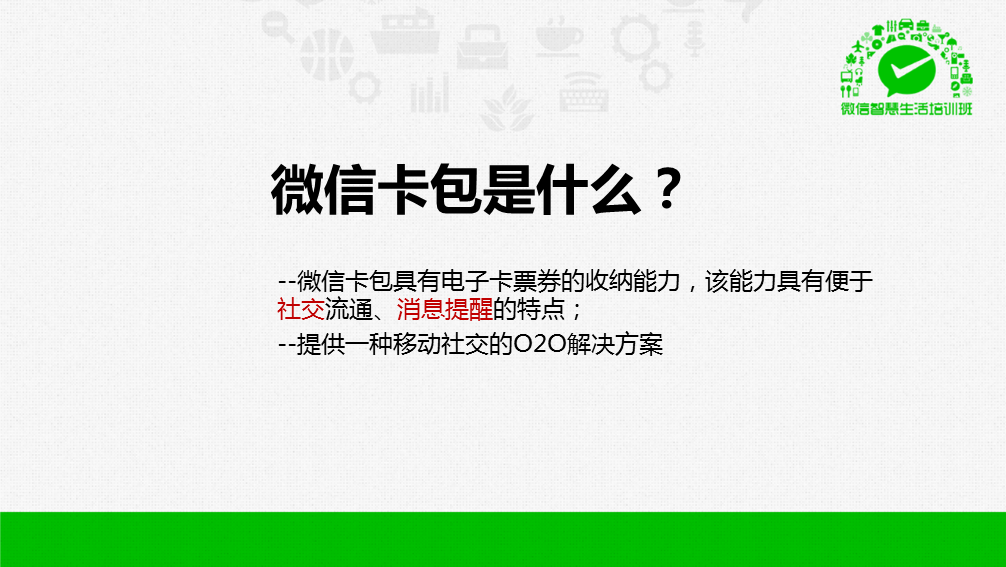 微信智慧生活培训班
微信卡包是什么？
--微信卡包具有电子卡票券的收纳能力，该能力具有便于
社交流通、消息提醒的特点；
--提供一种移动社交的O2O解决方案